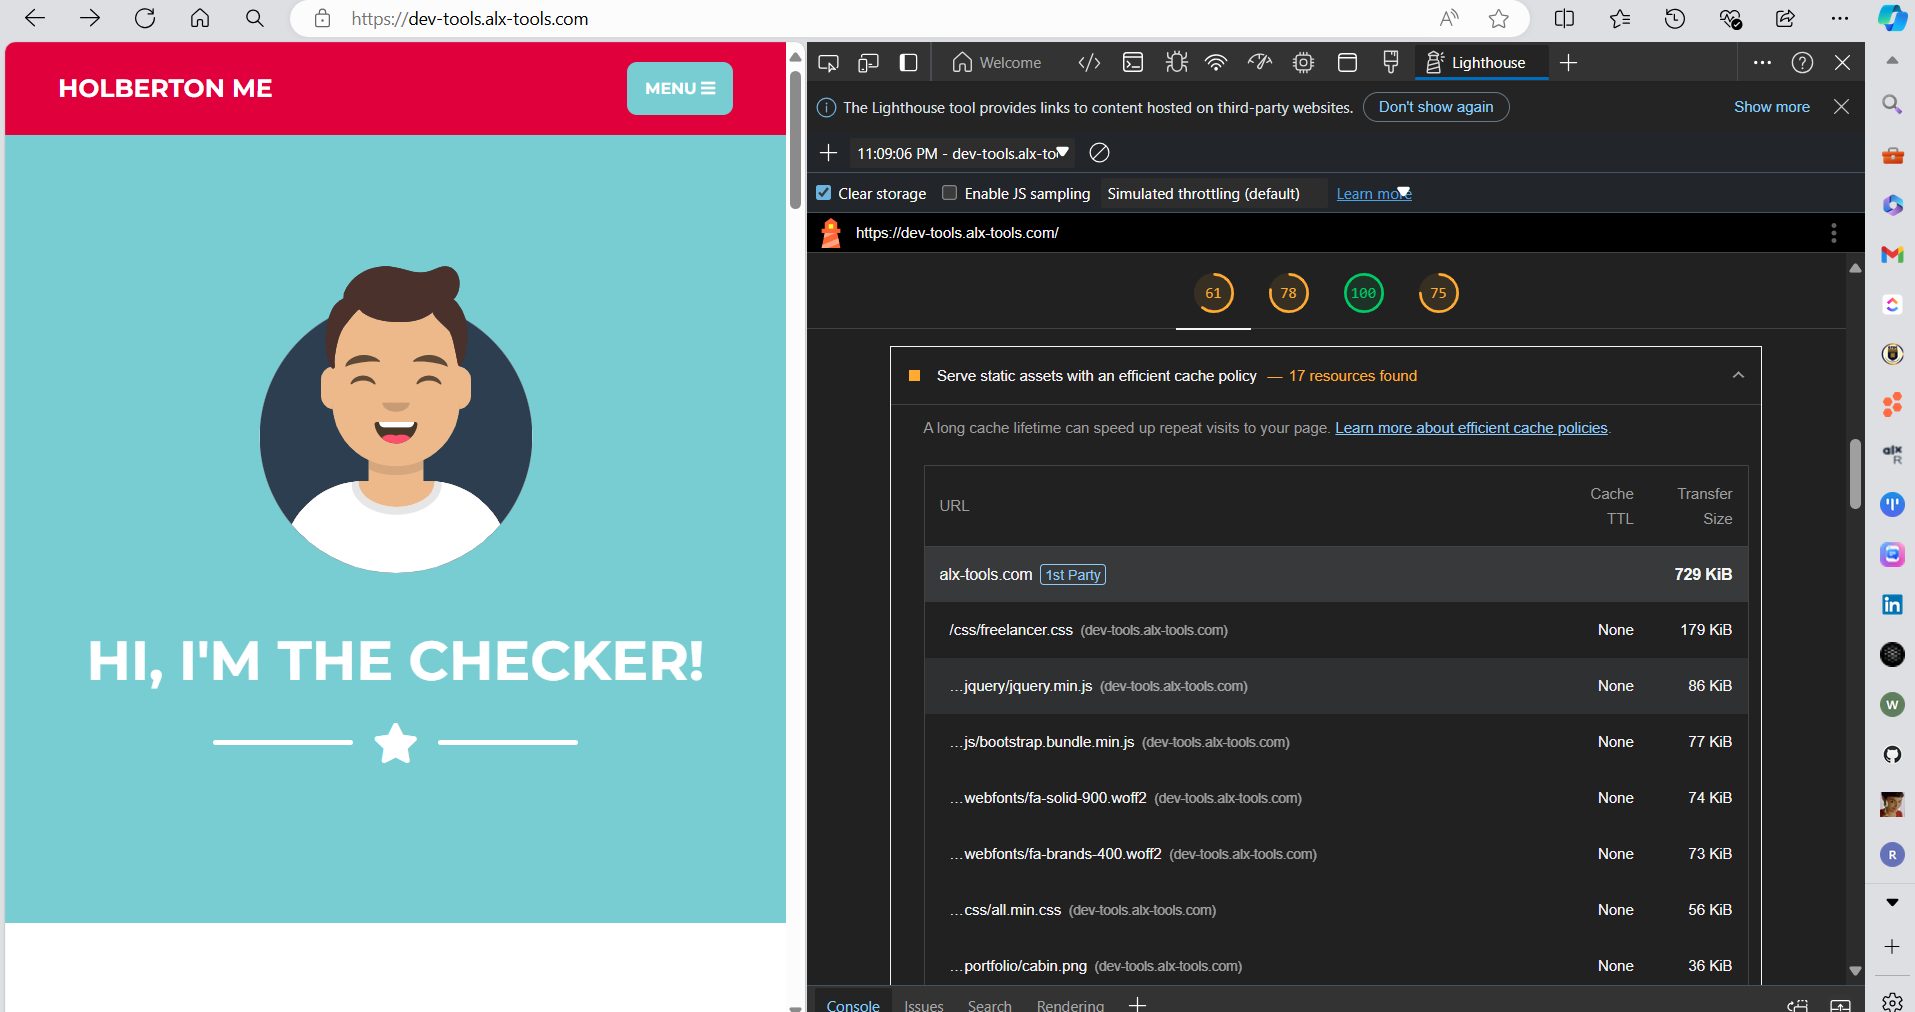 https://dev-tools.alx-tools.com
HOLBERTON ME
MENU
HI, I'M THE CHECKER!
Welcome
Lighthouse
The Lighthouse tool provides links to content hosted on third-party websites.
Don't show again
Show more
11:09:06 PM - dev-tools.alx-to
Clear storage
Enable JS sampling
Simulated throttling (default)
Learn more
https://dev-tools.alx-tools.com/
61
78
100
75
Serve static assets with an efficient cache policy — 17 resources found
A long cache lifetime can speed up repeat visits to your page. Learn more about efficient cache policies.
URL
Cache TTL
Transfer Size
alx-tools.com 1st Party 729 KiB
/css/freelancer.css (dev-tools.alx-tools.com) None 179 KiB
…jquery/jquery.min.js (dev-tools.alx-tools.com) None 86 KiB
…js/bootstrap.bundle.min.js (dev-tools.alx-tools.com) None 77 KiB
…webfonts/fa-solid-900.woff2 (dev-tools.alx-tools.com) None 74 KiB
…webfonts/fa-brands-400.woff2 (dev-tools.alx-tools.com) None 73 KiB
…css/all.min.css (dev-tools.alx-tools.com) None 56 KiB
…portfolio/cabin.png (dev-tools.alx-tools.com) None 36 KiB
Console
Issues
Search
Rendering
alx
R
in
W
R